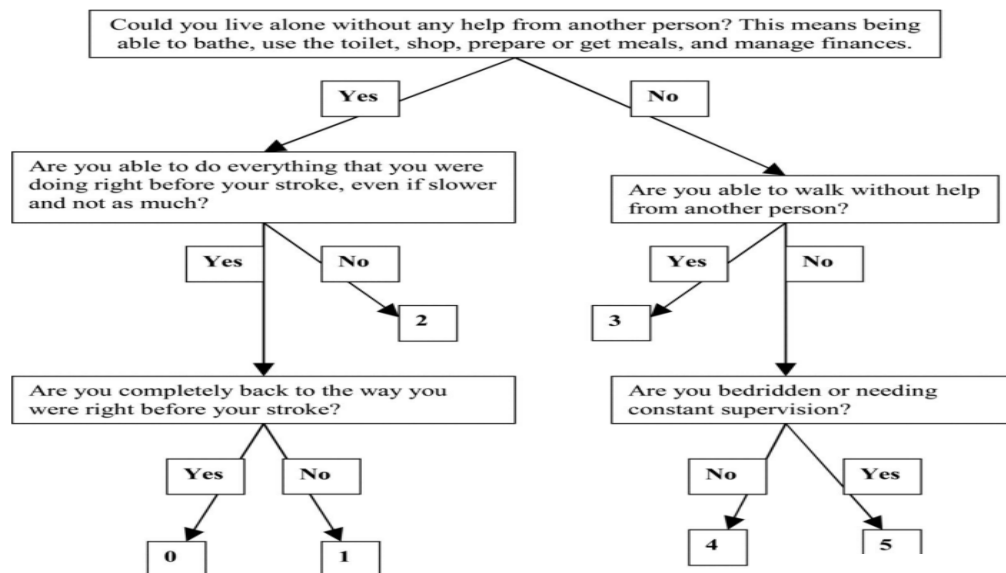 Could you live alone without any help from another person? This means being
able to bathe, use the toilet, shop, prepare or get meals, and manage finances.
Yes
No
Are you able to do everything that you were
doing right before your stroke, even if slower
and not as much?
Are you able to walk without help
from another person?
Yes
No
Yes
No
2
3
Are you completely back to the way you
were right before your stroke?
Are you bedridden or needing
constant supervision?
Yes
No
No
Yes
0
1
4
5